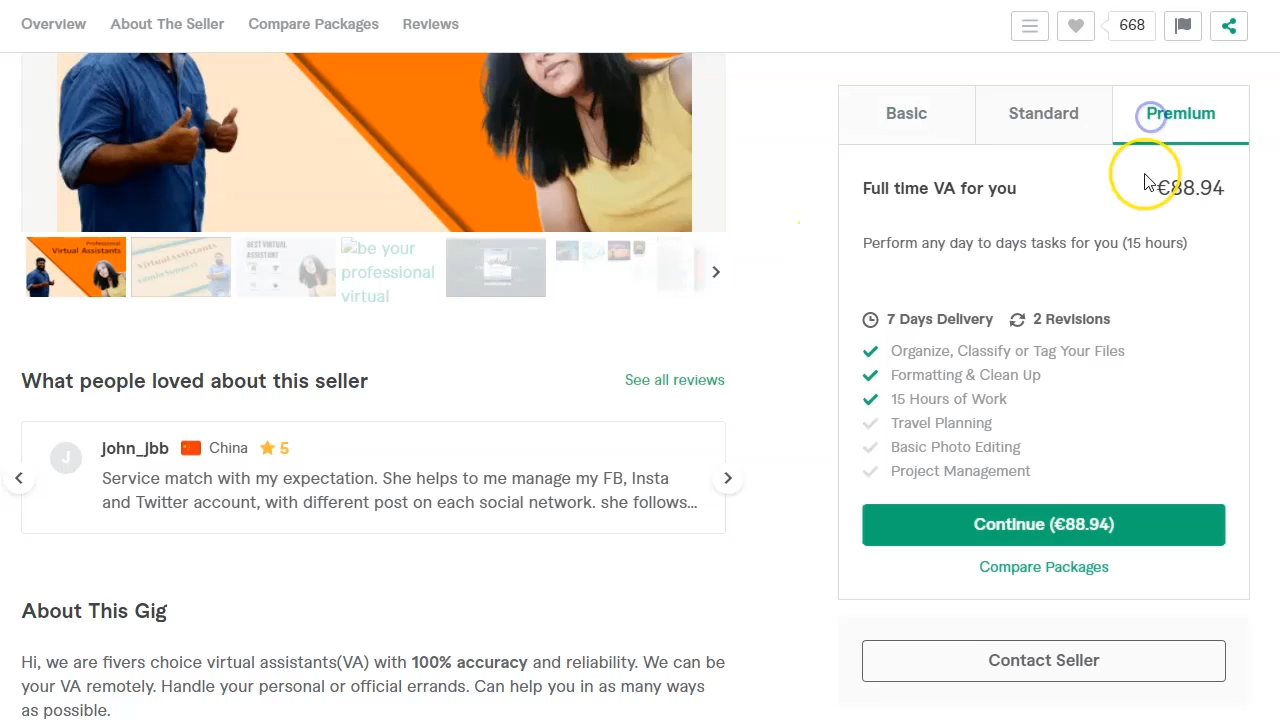 Overview About The Seller Compare Packages Reviews
668
Basic Standard Premium
Full time VA for you €88.94
Perform any day to days tasks for you (15 hours)
7 Days Delivery 2 Revisions
Organize, Classify or Tag Your Files
Formatting & Clean Up
15 Hours of Work
Travel Planning
Basic Photo Editing
Project Management
Continue (€88.94)
Compare Packages
Contact Seller
Professional
Virtual Assistants
Virtual Assistants
BEST VIRTUAL
ASSISTANT
be your
professional
virtual
What people loved about this seller See all reviews
J
john_jbb China 5
Service match with my expectation. She helps to me manage my FB, Insta
and Twitter account, with different post on each social network. she follows...
About This Gig
Hi, we are fivers choice virtual assistants(VA) with 100% accuracy and reliability. We can be
your VA remotely. Handle your personal or official errands. Can help you in as many ways
as possible.